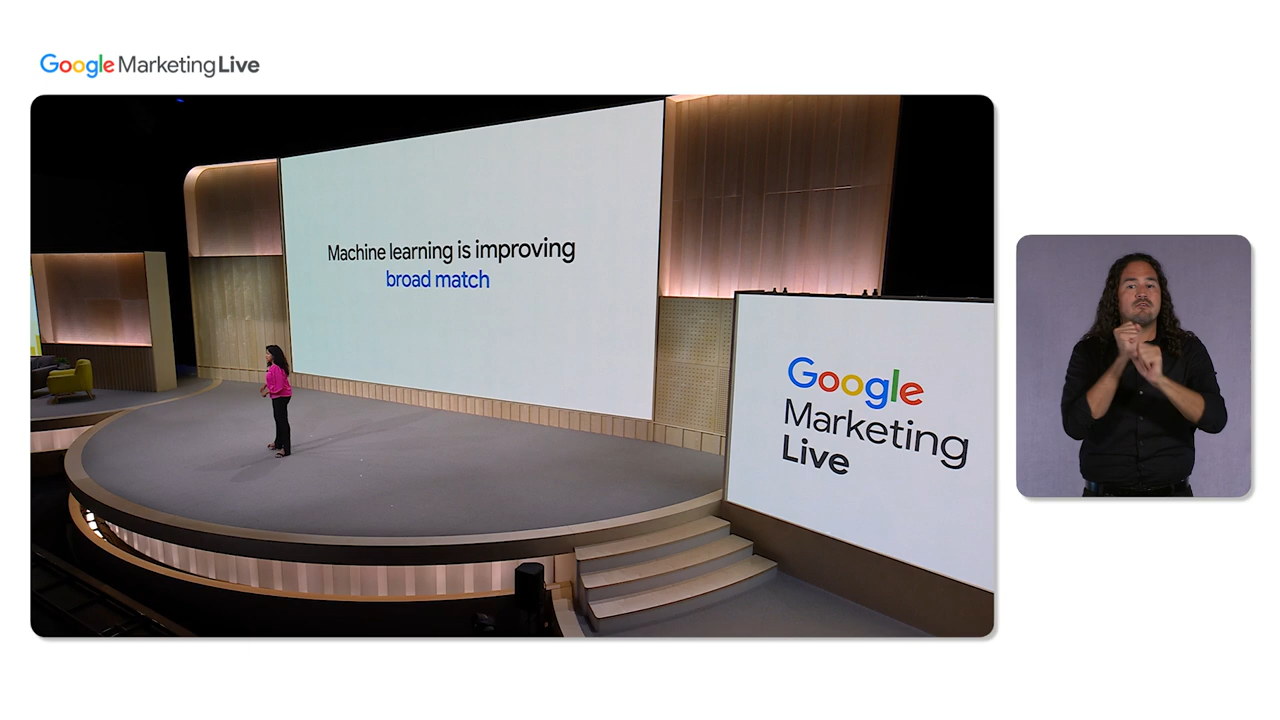 Google Marketing Live
Machine learning is improving
broad match
Google
Marketing
Live